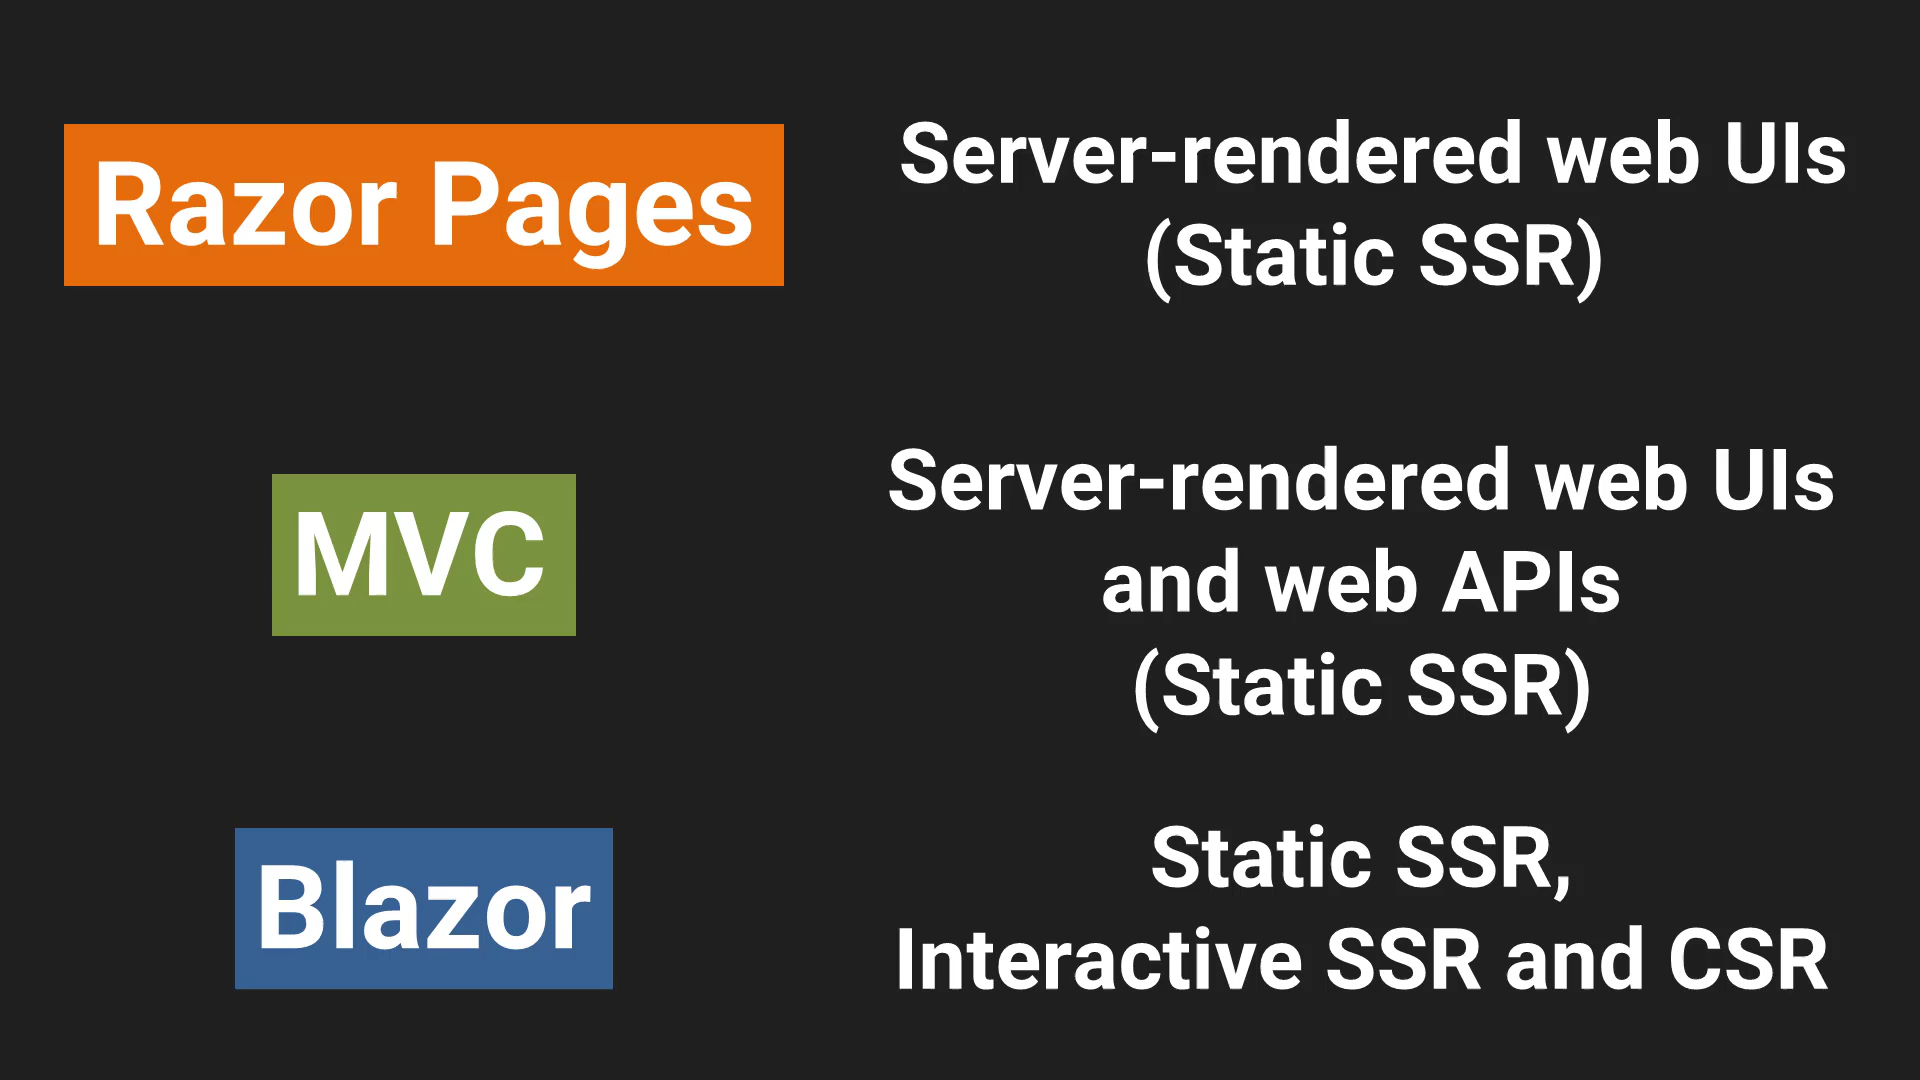 Razor Pages
Server-rendered web UIs
(Static SSR)
MVC
Server-rendered web UIs
and web APIs
(Static SSR)
Blazor
Static SSR,
Interactive SSR and CSR